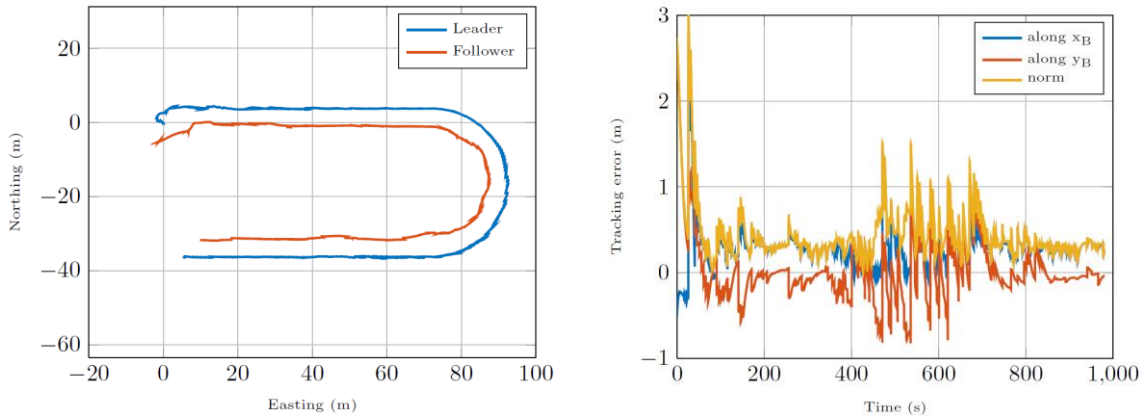 20
0
−20
−40
−60
−20
0
20
40
60
80
100
Northing (m)
Easting (m)
Leader
Follower
3
2
1
0
−1
0
200
400
600
800
1,000
Tracking error (m)
Time (s)
along x_B
along y_B
norm